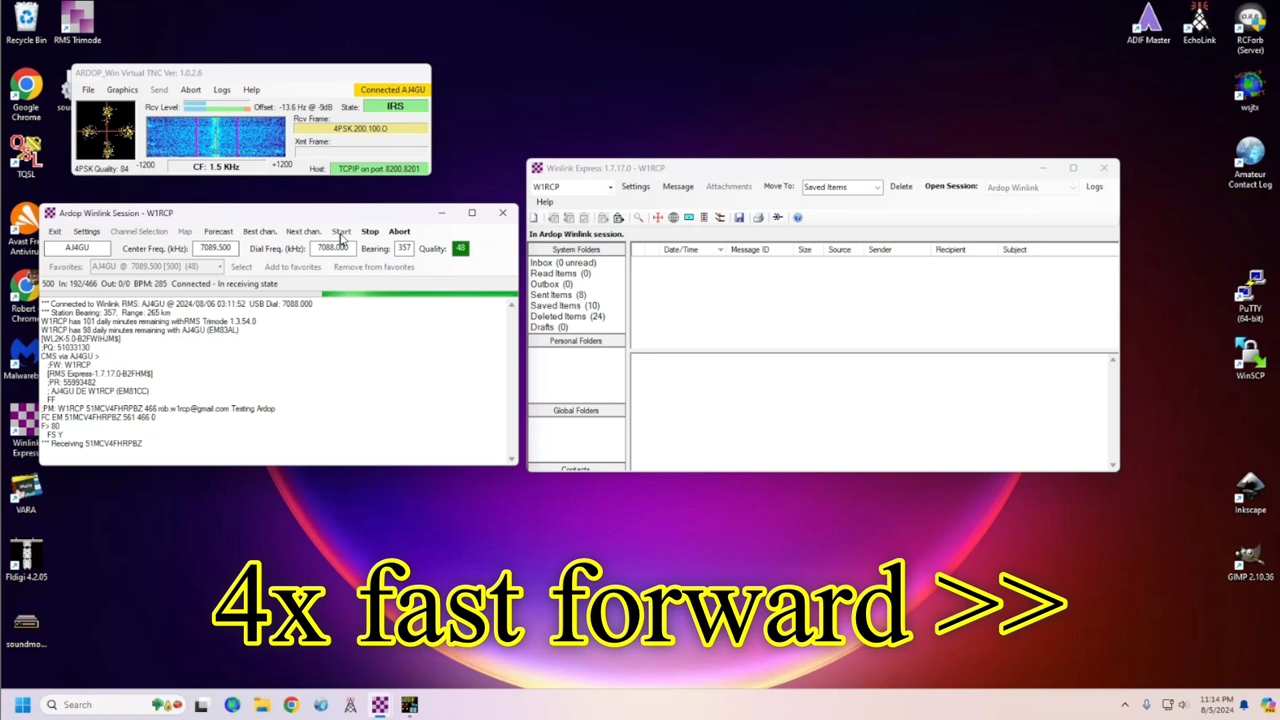 Recycle Bin
RMS Trimode
ADIF Master
EchoLink
RCForb
(Server)
ARDOP_Win Virtual TNC Ver: 1.0.2.6
File Graphics Send Abort Logs Help Connected AJ4GU
Rcv Level: Offset: -13.6 Hz @ -9dB State: IRS
Rcv Frame:
4PSK.200.100.O
Xmt Frame:
4PSK Quality: 84 -1200 CF: 1.5 KHz +1200 Host: TCPIP on port 8200,8201
Google
Chrome
sou
TQSL
Avast Free
Antivirus
Robert
Chrome
Malwareb
Winlink
Express
VARA
Fldigi 4.2.05
soundmo...
wsjtx
Amateur
Contact Log
PuTTY
(64-bit)
WinSCP
Inkscape
GIMP 2.10.36
Ardop Winlink Session - W1RCP
Exit Settings Channel Selection Map Forecast Best chan. Next chan. Start Stop Abort
AJ4GU Center Freq. (kHz): 7089.500 Dial Freq. (kHz): 7088.000 Bearing: 357 Quality: 48
Favorites: AJ4GU @ 7089.500 [500] (48) Select Add to favorites Remove from favorites
500 In: 192/466 Out: 0/0 BPM: 285 Connected - In receiving state
*** Connected to Winlink RMS: AJ4GU @ 2024/08/06 03:11:52 USB Dial: 7088.000
*** Station Bearing: 357, Range: 265 km
W1RCP has 101 daily minutes remaining withRMS Trimode 1.3.54.0
W1RCP has 98 daily minutes remaining with AJ4GU (EM83AL)
[WL2K-5.0-B2FWIHJM$]
;PQ: 51033130
CMS via AJ4GU >
;FW: W1RCP
[RMS Express-1.7.17.0-B2FHM$]
;PR: 55993482
; AJ4GU DE W1RCP (EM81CC)
FF
;PM: W1RCP 51MCV4FHRPBZ 466 rob.w1rcp@gmail.com Testing Ardop
FC EM 51MCV4FHRPBZ 561 466 0
F> 80
FS Y
*** Receiving 51MCV4FHRPBZ
Winlink Express 1.7.17.0 - W1RCP
W1RCP Settings Message Attachments Move To: Saved Items Delete Open Session: Ardop Winlink Logs
Help
In Ardop Winlink session.
System Folders
Inbox (0 unread)
Read Items (0)
Outbox (0)
Sent Items (8)
Saved Items (10)
Deleted Items (24)
Drafts (0)
Personal Folders
Global Folders
Contacts
Date/Time Message ID Size Source Sender Recipient Subject
4x fast forward >>
Search
11:14 PM
8/5/2024